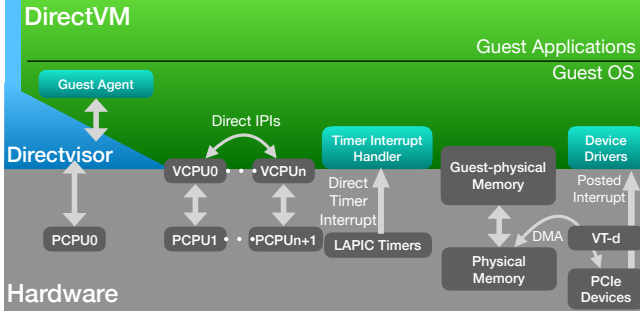 DirectVM
Guest Applications
Guest OS
Guest Agent
Direct IPIs
Directvisor
VCPU0
VCPUn
Timer Interrupt
Handler
Guest-physical
Memory
Device
Drivers
Direct
Timer
Interrupt
Posted
Interrupt
PCPU0
PCPU1
PCPUn+1
LAPIC Timers
Physical
Memory
DMA
VT-d
PCIe
Devices
Hardware